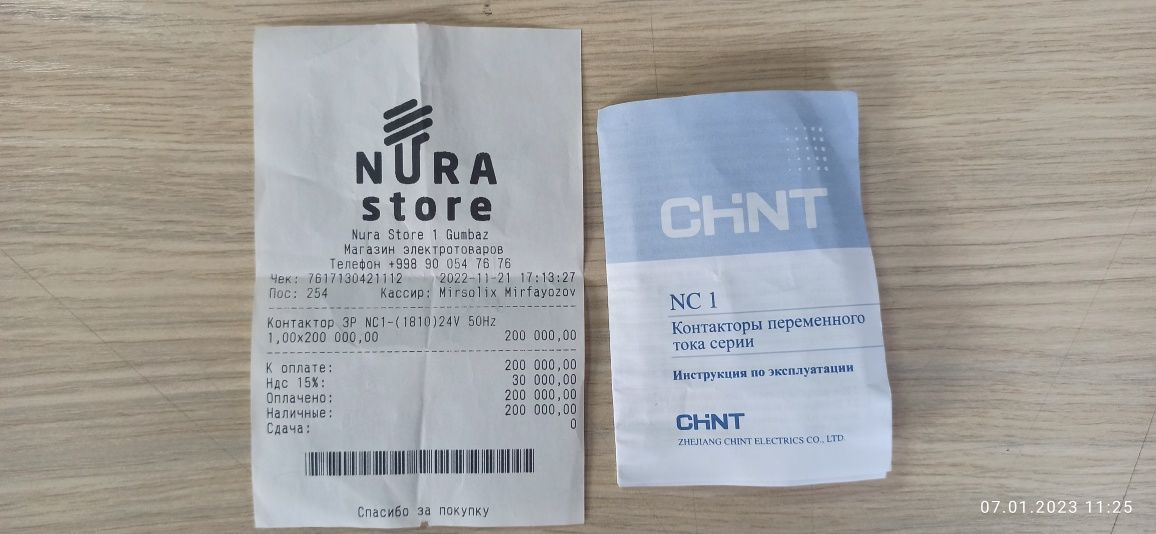 NURA
store
Nura Store 1 Gumbaz
Магазин электротоваров
Телефон +998 90 054 76 76
Чек: 7617130421112 2022-11-21 17:13:27
Пос: 254 Кассир: Mirsolix Mirfayozov
Контактор 3P NC1-(1810)24V 50Hz
1,00x200 000,00 200 000,00
К оплате: 200 000,00
Ндс 15%: 30 000,00
Оплачено: 200 000,00
Наличные: 200 000,00
Сдача: 0
Спасибо за покупку
CHINT
NC 1
Контакторы переменного
тока серии
Инструкция по эксплуатации
CHINT
ZHEJIANG CHINT ELECTRICS CO., LTD.
07.01.2023 11:25